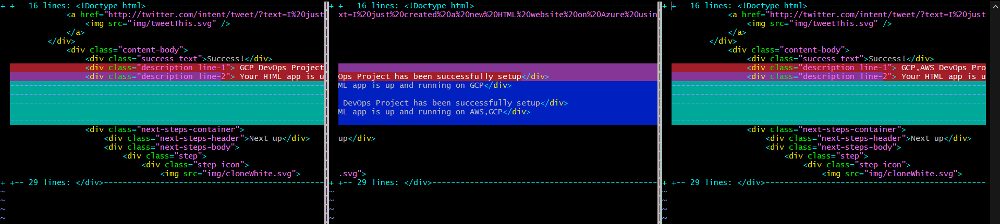 + +-- 16 lines: <!Doctype html>--------------------------------------
<a href="http://twitter.com/intent/tweet/?text=I%20just
<img src="img/tweetThis.svg" />
</a>
</div>
<div class="content-body">
<div class="success-text">Success!</div>
<div class="description line-1"> GCP DevOps Project
<div class="description line-2"> Your HTML app is u
<div class="next-steps-container">
<div class="next-steps-header">Next up</div>
<div class="next-steps-body">
<div class="step">
<div class="step-icon">
<img src="img/cloneWhite.svg">
+ +-- 29 lines: </div>-----------------------------------------------
~
~
~
~
+ +-- 16 lines: <!Doctype html>---------------------------------------
xt=I%20just%20created%20a%20new%20HTML%20website%20on%20Azure%20usin
Ops Project has been successfully setup</div>
ML app is up and running on GCP</div>
DevOps Project has been successfully setup</div>
ML app is up and running on AWS,GCP</div>
up</div>
.svg">
+ +-- 29 lines: </div>------------------------------------------------
~
~
~
~
+ +-- 16 lines: <!Doctype html>--------------------------------------
<a href="http://twitter.com/intent/tweet/?text=I%20just
<img src="img/tweetThis.svg" />
</a>
</div>
<div class="content-body">
<div class="success-text">Success!</div>
<div class="description line-1"> GCP,AWS DevOps Pro
<div class="description line-2"> Your HTML app is u
<div class="next-steps-container">
<div class="next-steps-header">Next up</div>
<div class="next-steps-body">
<div class="step">
<div class="step-icon">
<img src="img/cloneWhite.svg">
+ +-- 29 lines: </div>-----------------------------------------------
~
~
~
~